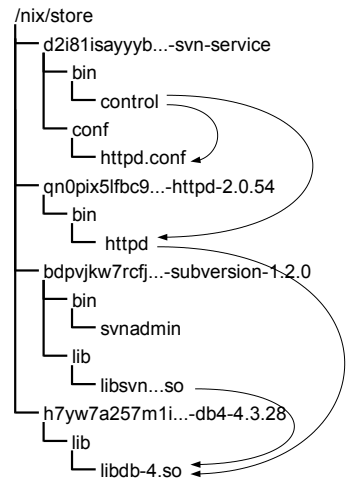 /nix/store
d2i81isayyyb...-svn-service
bin
control
conf
httpd.conf
qn0pix5lfbc9...-httpd-2.0.54
bin
httpd
bdpvjkw7rcfj...-subversion-1.2.0
bin
svnadmin
lib
libsvn...so
h7yw7a257m1i...-db4-4.3.28
lib
libdb-4.so